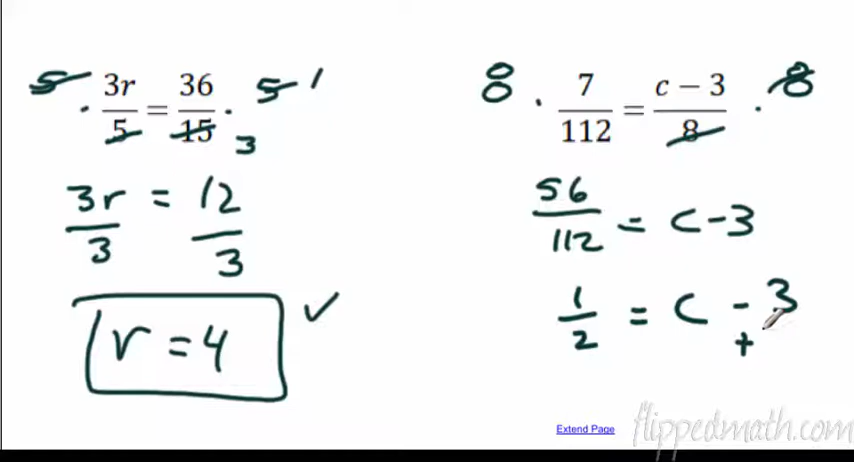 5 · 3r/5 = 36/15 · 5 1
3
3r/3 = 12/3
r = 4 ✓
8 · 7/112 = c − 3/8 · 8
56/112 = c - 3
1/2 = c - 3
+
Extend Page
flippedmath.com